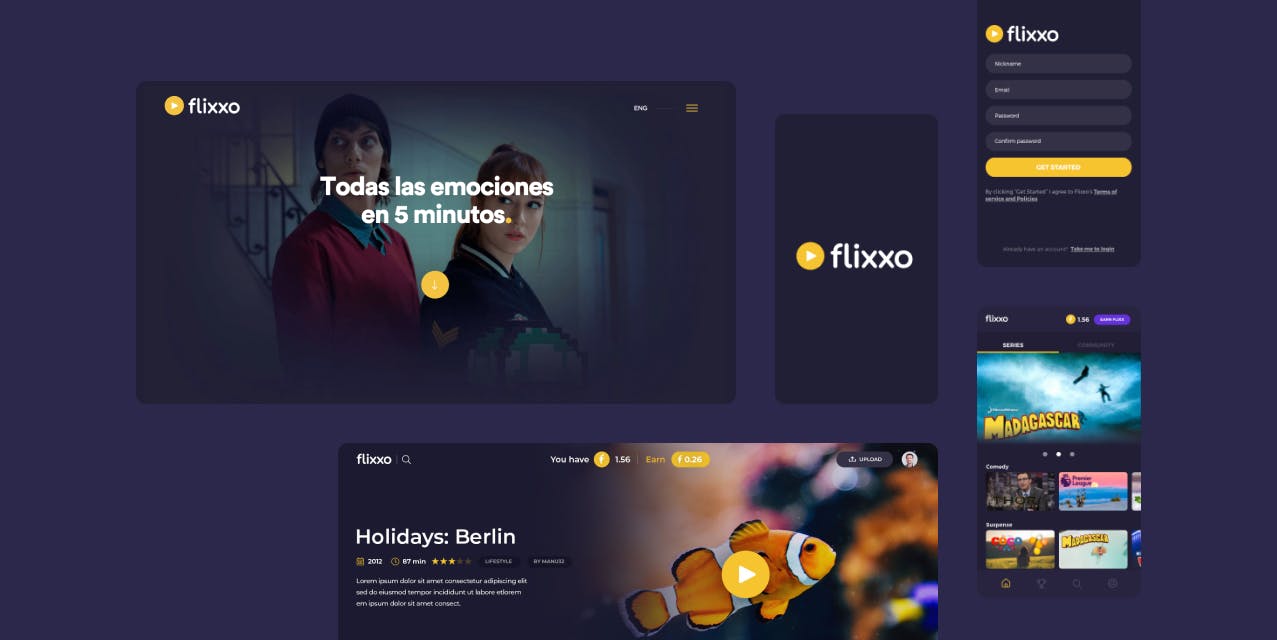 flixxo
ENG
Todas las emociones
en 5 minutos.
flixxo
flixxo
Nickname
Email
Password
Confirm password
GET STARTED
By clicking "Get Started" I agree to Flixxo's Terms of
service and Policies
Already have an account? Take me to login
flixxo
1.56
EARN FLIXX
SERIES
COMMUNITY
DreamWorks
MADAGASCAR
Comedy
THOR
Premier
League
Suspense
COCO
MADAGASCAR
flixxo
You have
1.56
Earn
0.26
UPLOAD
Holidays: Berlin
2012
87 min
LIFESTYLE
BY MANU32
Lorem ipsum dolor sit amet consectetur adipiscing elit
sed do eiusmod tempor incididunt ut labore etlorem
em ipsum dolor sit amet consect.